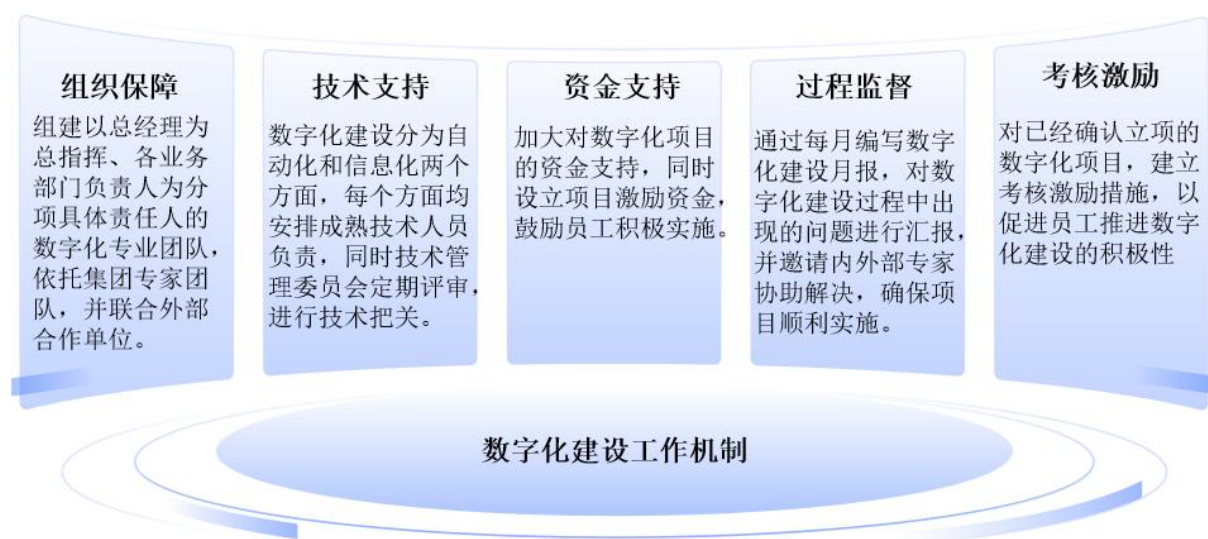 组织保障
组建以总经理为
总指挥、各业务
部门负责人为分
项具体责任人的
数字化专业团队，
依托集团专家团
队，并联合外部
合作单位。
技术支持
数字化建设分为自
动化和信息化两个
方面，每个方面均
安排成熟技术人员
负责，同时技术管
理委员会定期评审，
进行技术把关。
资金支持
加大对数字化项目
的资金支持，同时
设立项目激励资金，
鼓励员工积极实施。
过程监督
通过每月编写数字
化建设月报，对数
字化建设过程中出
现的问题进行汇报，
并邀请内外部专家
协助解决，确保项
目顺利实施。
考核激励
对已经确认立项的
数字化项目，建立
考核激励措施，以
促进员工推进数字
化建设的积极性
数字化建设工作机制